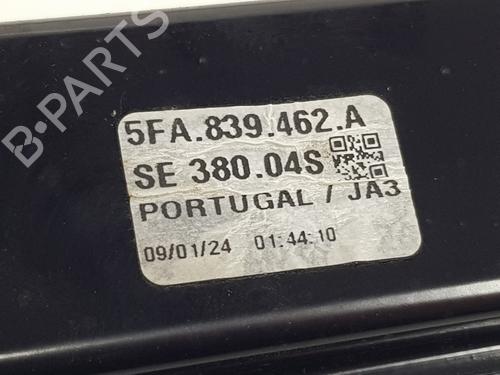 B-PARTS
5FA.839.462.A
SE 380.04S
PORTUGAL / JA3
09/01/24 01:44:10